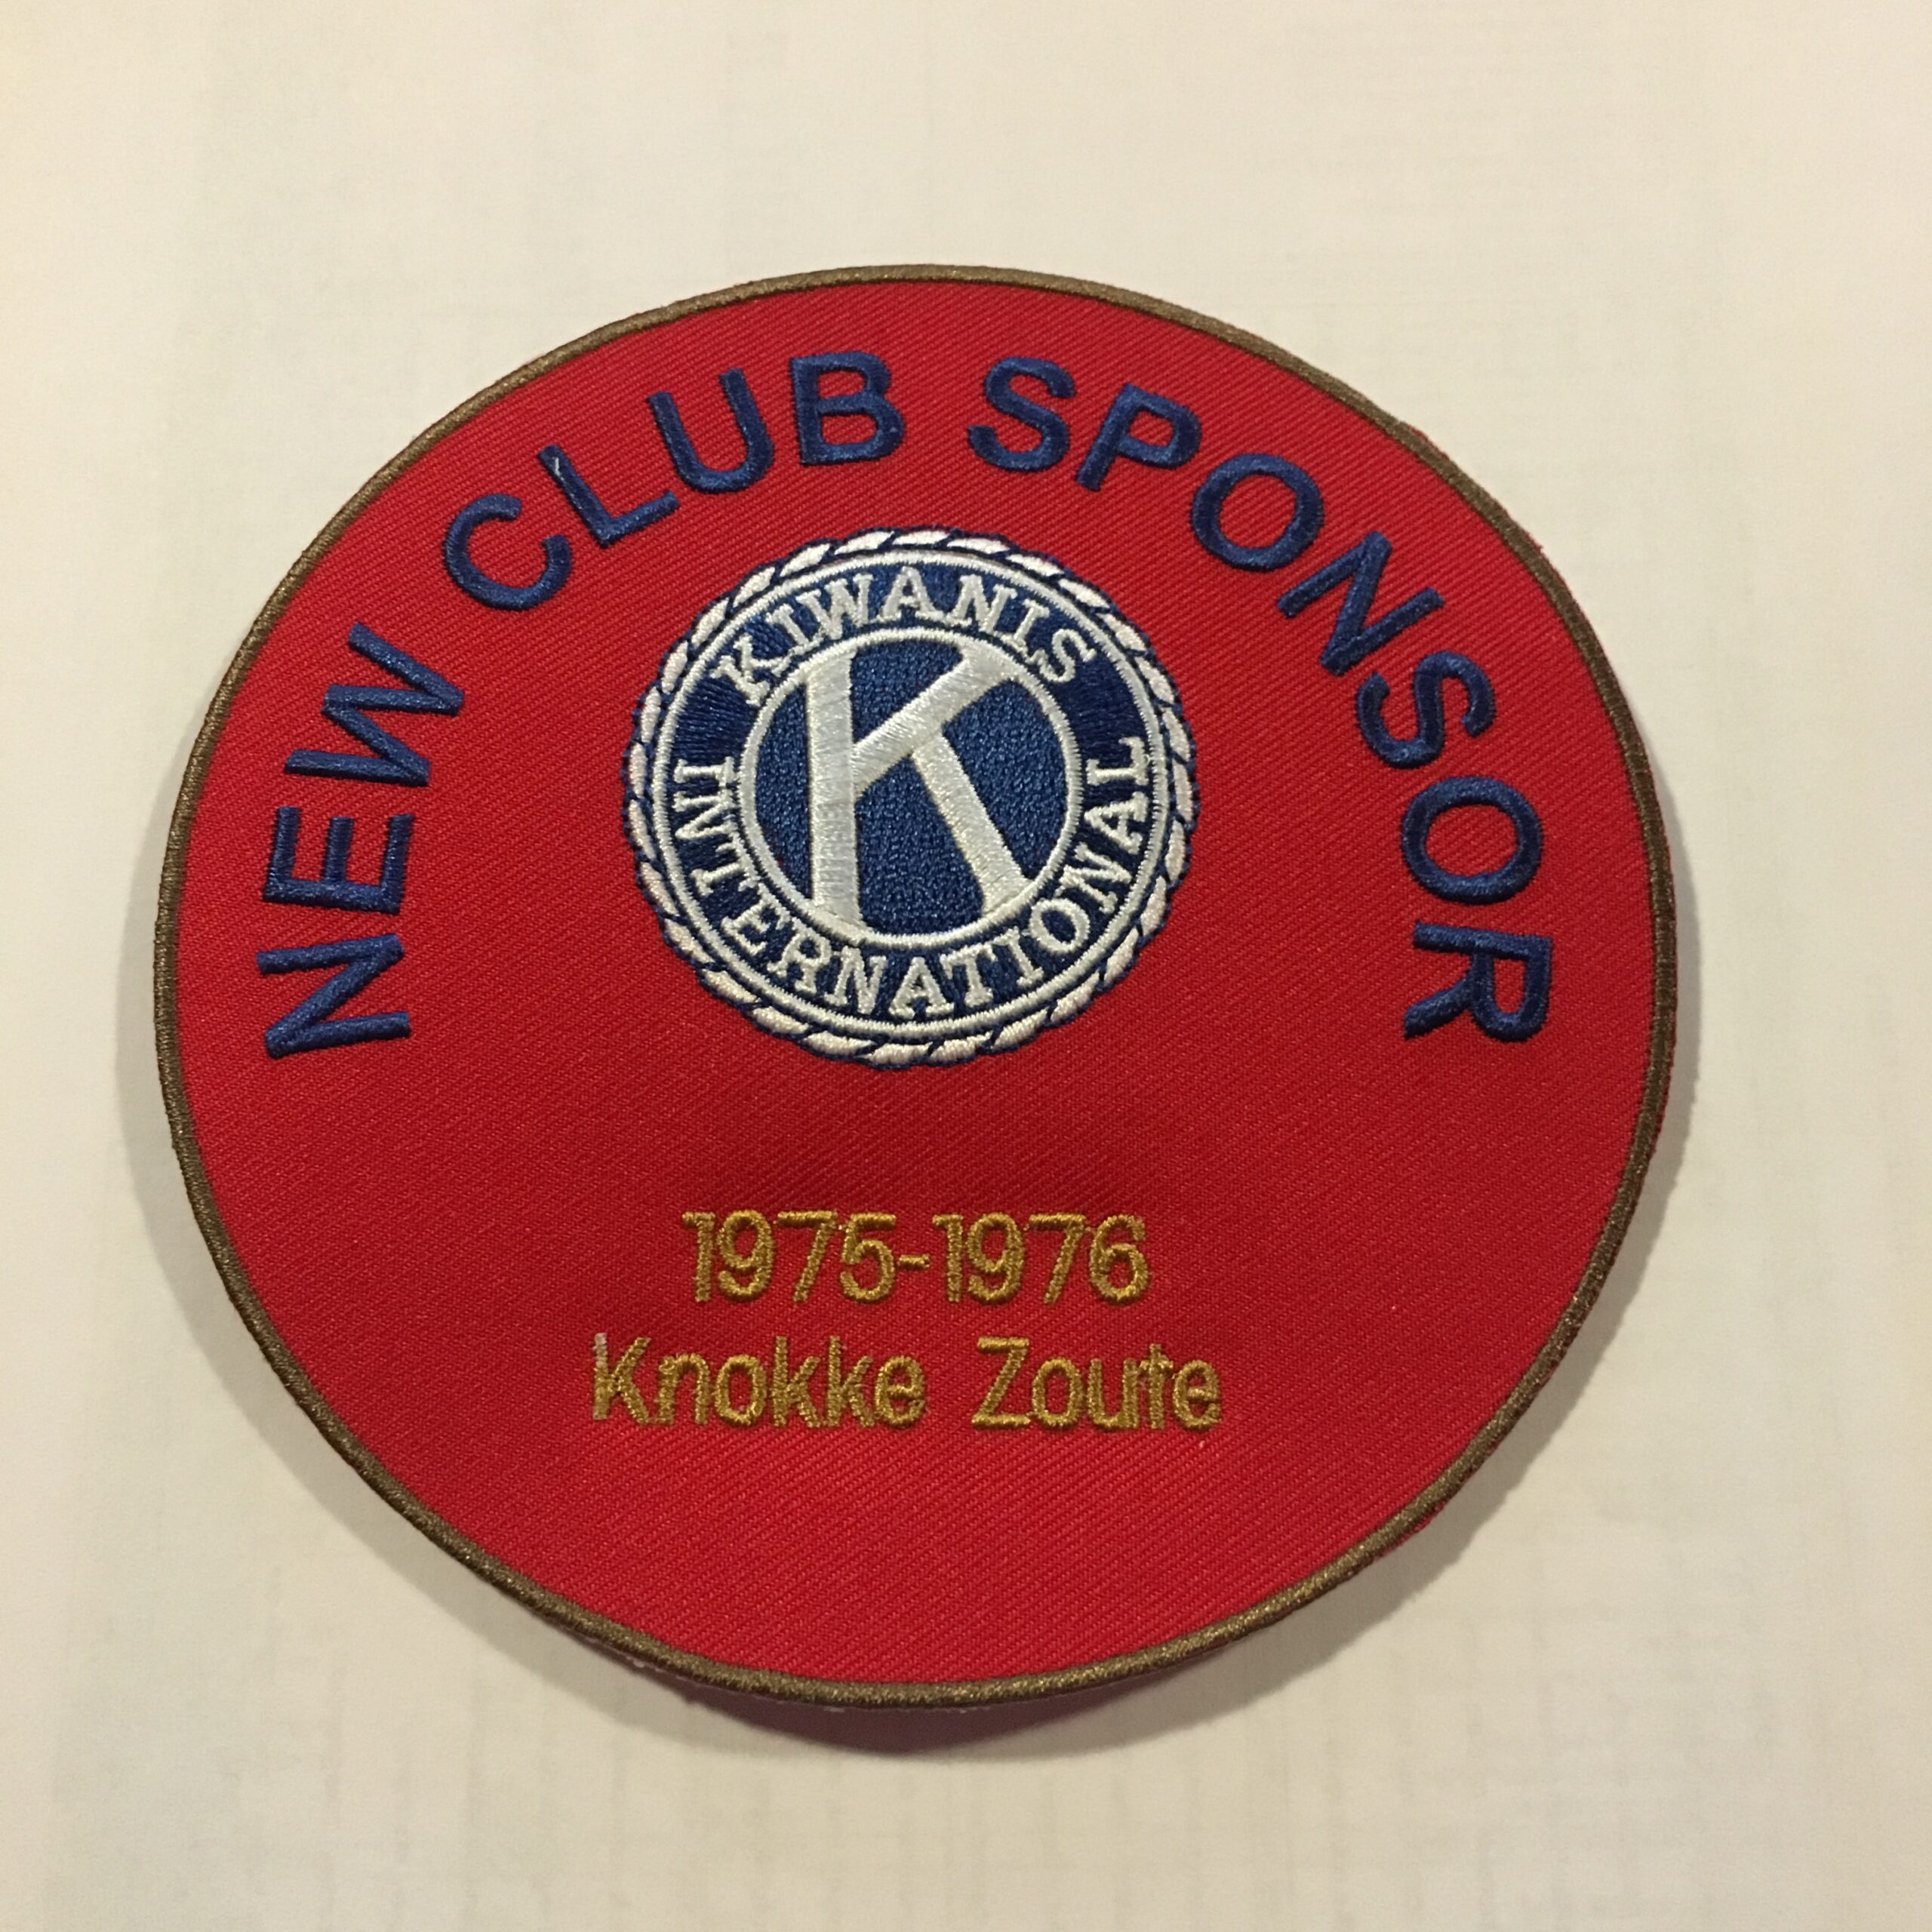 NEW CLUB SPONSOR
KIWANIS
K
INTERNATIONAL
1975-1976
Knokke Zoute